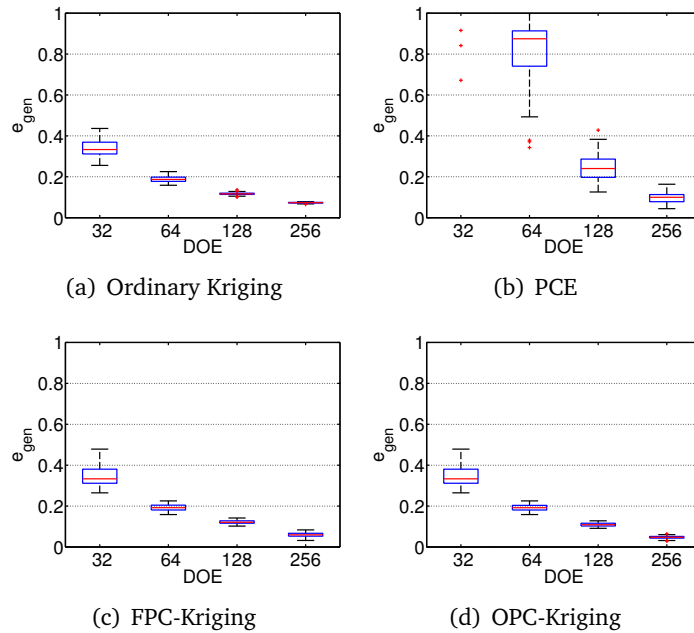 1
0.8
0.6
0.4
0.2
0
e_gen
32 64 128 256
DOE
(a) Ordinary Kriging
1
0.8
0.6
0.4
0.2
0
e_gen
32 64 128 256
DOE
(b) PCE
1
0.8
0.6
0.4
0.2
0
e_gen
32 64 128 256
DOE
(c) FPC-Kriging
1
0.8
0.6
0.4
0.2
0
e_gen
32 64 128 256
DOE
(d) OPC-Kriging